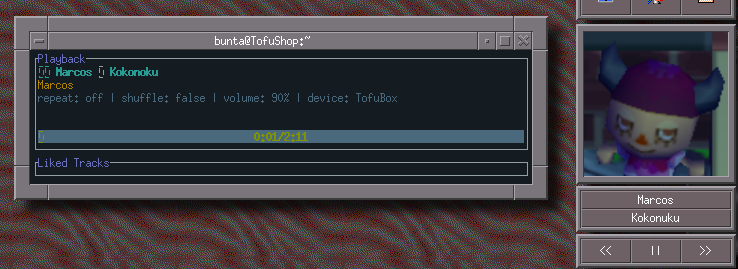 bunta@TofuShop:~
Playback
Marcos Kokonoku
Marcos
repeat: off | shuffle: false | volume: 90% | device: TofuBox
0:01/2:11
Liked Tracks
Marcos
Kokonuku